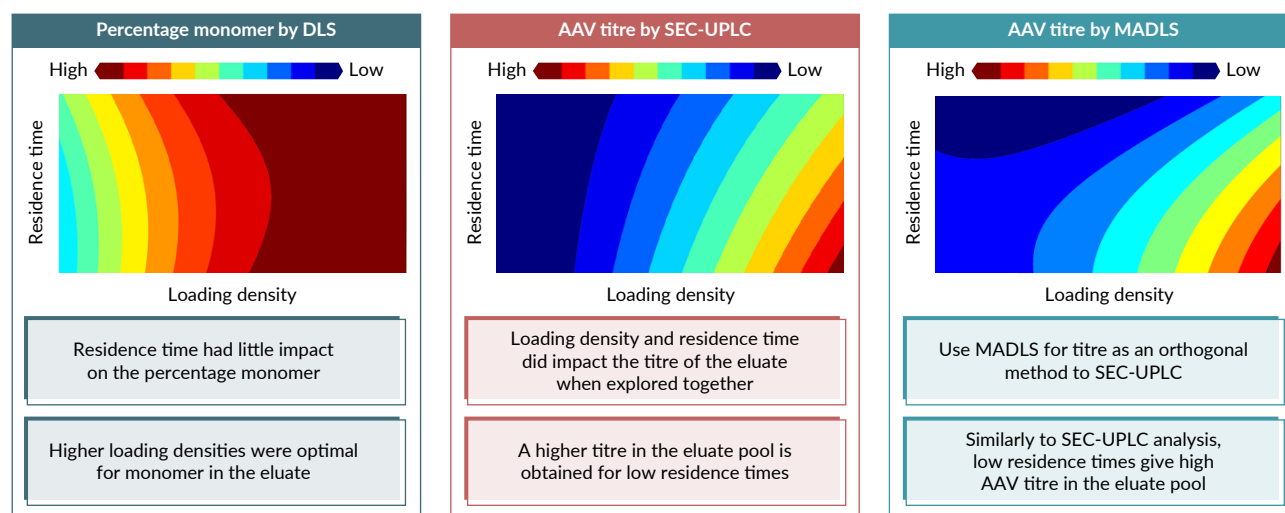 Percentage monomer by DLS
High
Low
Residence time
Loading density
Residence time had little impact
on the percentage monomer
Higher loading densities were optimal
for monomer in the eluate
AAV titre by SEC-UPLC
High
Low
Residence time
Loading density
Loading density and residence time
did impact the titre of the eluate
when explored together
A higher titre in the eluate pool is
obtained for low residence times
AAV titre by MADLS
High
Low
Residence time
Loading density
Use MADLS for titre as an orthogonal
method to SEC-UPLC
Similarly to SEC-UPLC analysis,
low residence times give high
AAV titre in the eluate pool